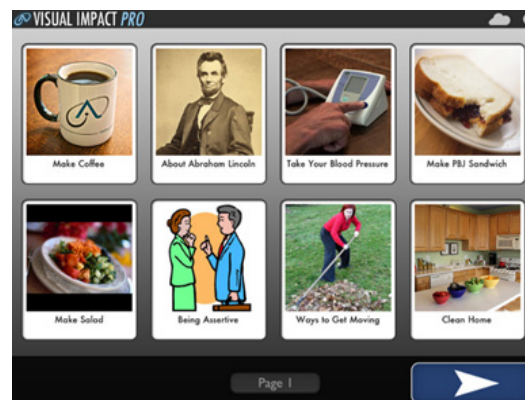 VISUAL IMPACT PRO
Make Coffee
About Abraham Lincoln
Take Your Blood Pressure
Make PBJ Sandwich
Make Salad
Being Assertive
Ways to Get Moving
Clean Home
Page 1